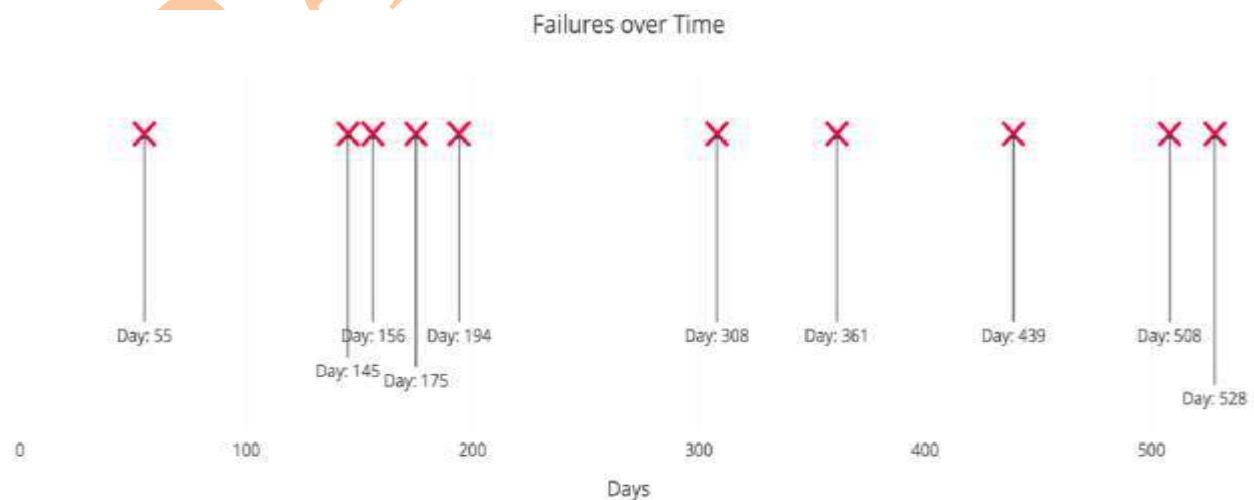 Failures over Time
Day: 55
Day: 156
Day: 194
Day: 308
Day: 361
Day: 439
Day: 508
Day: 145
Day: 175
Day: 528
0 100 200 300 400 500
Days